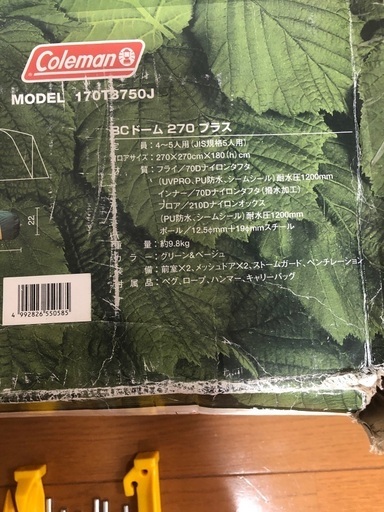 Coleman
MODEL 170T3750J
BCドーム 270 プラス
定 員：4～5人用(JIS規格5人用)
フロアサイズ：270×270cm×180(h)cm
材 質：フライ/70Dナイロンタフタ
(UVPRO、PU防水、シームシール)耐水圧1200mm
インナー/70Dナイロンタフタ(撥水加工)
フロア/210Dナイロンオックス
(PU防水、シームシール)耐水圧1200mm
ポール/12.5φmm+19φmmスチール
重 量：約9.8kg
カ ラ ー：グリーン&ベージュ
装 備：前室×2、メッシュドア×2、ストームガード、ベンチレーション
付 属 品：ペグ、ロープ、ハンマー、キャリーバッグ
22
4 992826 550585